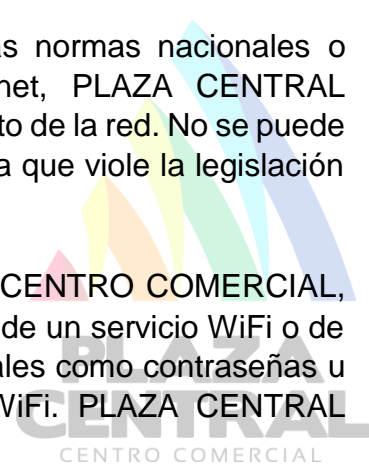 as normas nacionales o
net, PLAZA CENTRAL
to de la red. No se puede
a que viole la legislación
CENTRO COMERCIAL,
de un servicio WiFi o de
ales como contraseñas u
WiFi. PLAZA CENTRAL
PLAZA
CENTRAL
CENTRO COMERCIAL